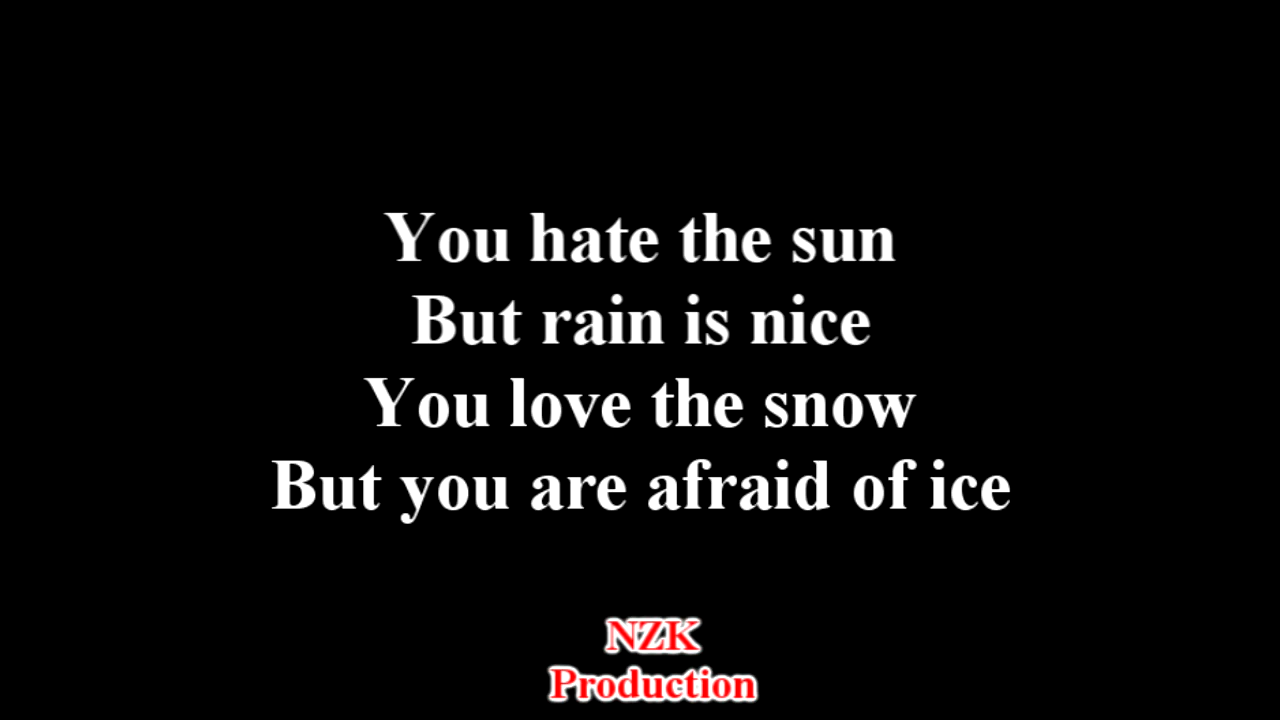 You hate the sun
But rain is nice
You love the snow
But you are afraid of ice
NZK
Production